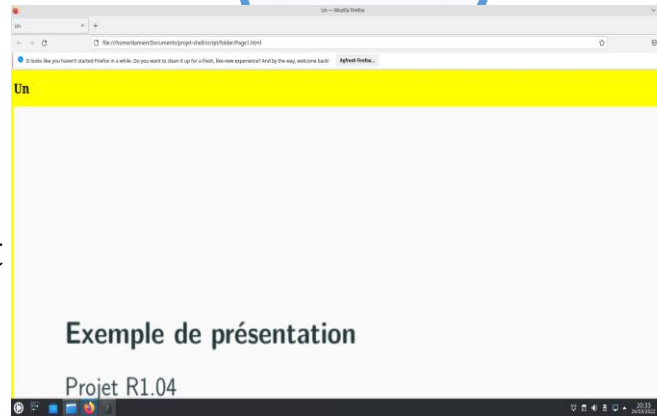 Un — Mozilla Firefox
Un
file:///home/damien/Documents/projet-shell/script/folder/Page1.html
It looks like you haven't started Firefox in a while. Do you want to clean it up for a fresh, like-new experience? And by the way, welcome back! Refresh Firefox...
Un
Exemple de présentation
Projet R1.04
20:33